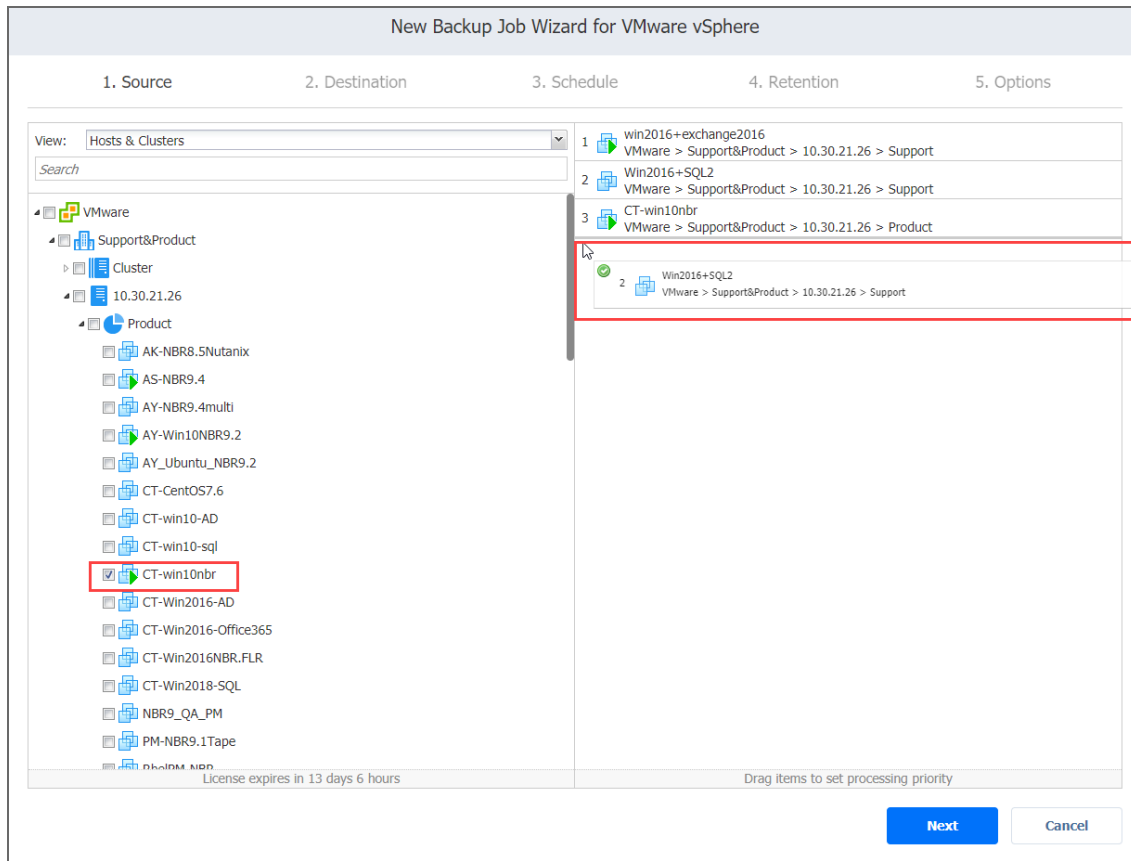 New Backup Job Wizard for VMware vSphere
1. Source
2. Destination
3. Schedule
4. Retention
5. Options
View:
Hosts & Clusters
Search
VMware
Support&Product
Cluster
10.30.21.26
Product
AK-NBR8.5Nutanix
AS-NBR9.4
AY-NBR9.4multi
AY-Win10NBR9.2
AY_Ubuntu_NBR9.2
CT-CentOS7.6
CT-win10-AD
CT-win10-sql
CT-win10nbr
CT-Win2016-AD
CT-Win2016-Office365
CT-Win2016NBR.FLR
CT-Win2018-SQL
NBR9_QA_PM
PM-NBR9.1Tape
RhelPM-NBR
License expires in 13 days 6 hours
1 win2016+exchange2016
VMware > Support&Product > 10.30.21.26 > Support
2 Win2016+SQL2
VMware > Support&Product > 10.30.21.26 > Support
3 CT-win10nbr
VMware > Support&Product > 10.30.21.26 > Product
2 Win2016+SQL2
VMware > Support&Product > 10.30.21.26 > Support
Drag items to set processing priority
Next
Cancel